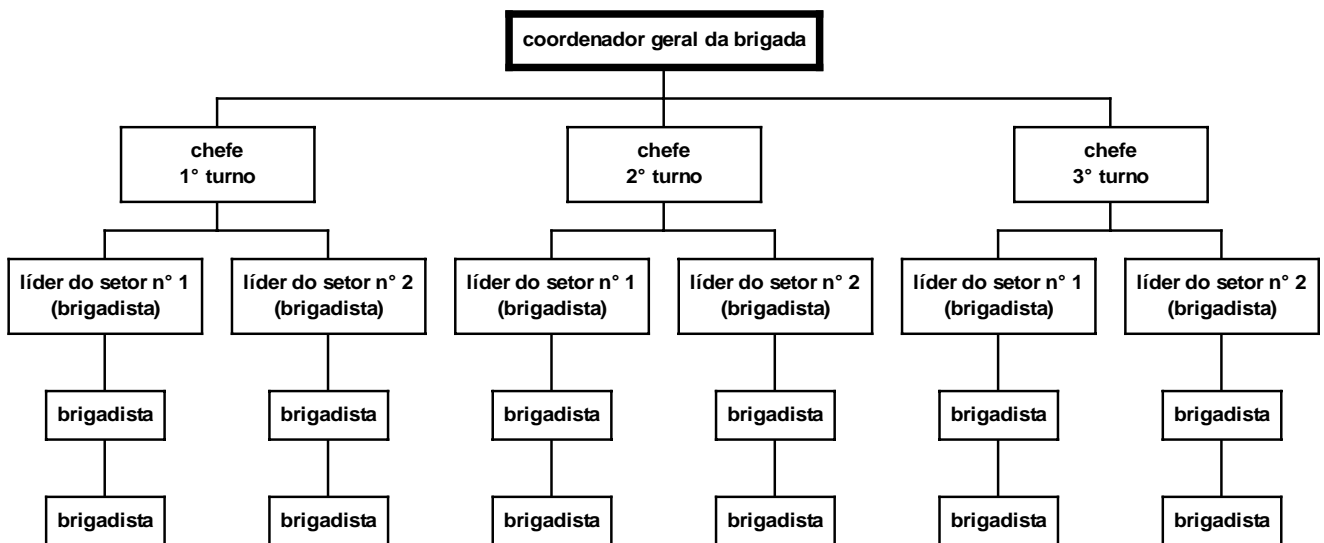 coordenador geral da brigada
chefe
1° turno
chefe
2° turno
chefe
3° turno
líder do setor n° 1
(brigadista)
líder do setor n° 2
(brigadista)
líder do setor n° 1
(brigadista)
líder do setor n° 2
(brigadista)
líder do setor n° 1
(brigadista)
líder do setor n° 2
(brigadista)
brigadista
brigadista
brigadista
brigadista
brigadista
brigadista
brigadista
brigadista
brigadista
brigadista
brigadista
brigadista